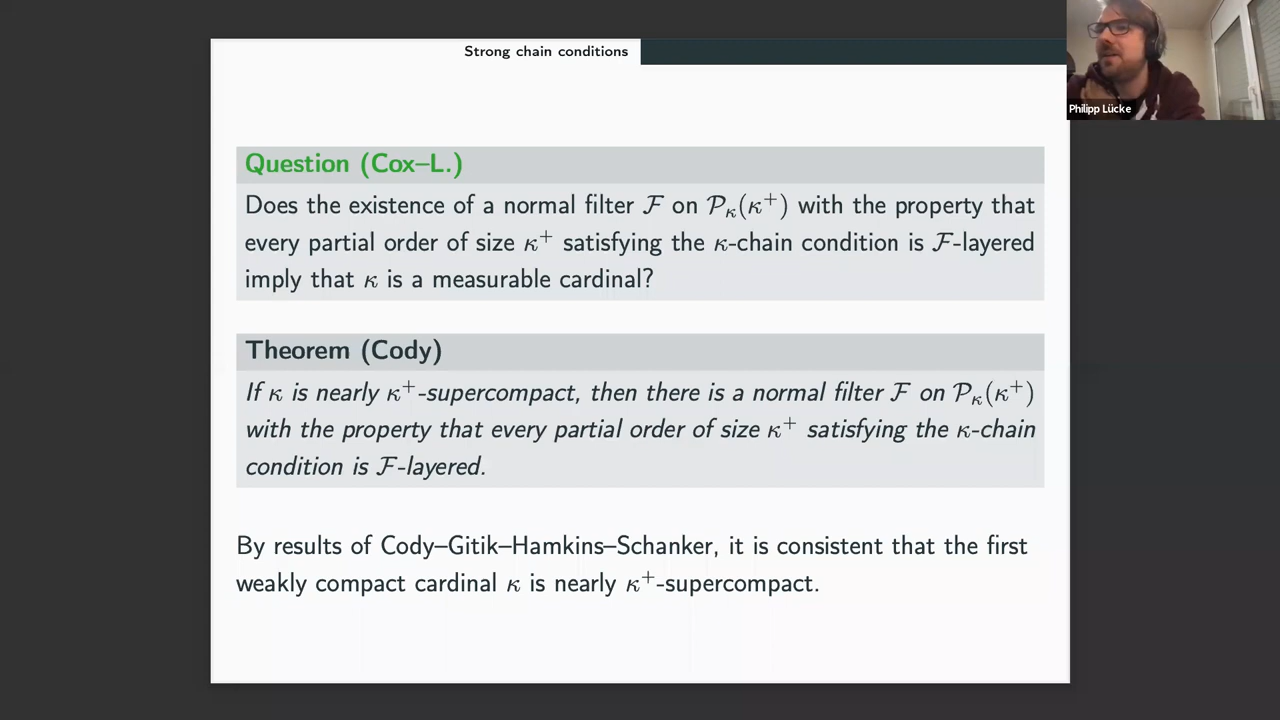 Strong chain conditions
Philipp Lücke
Question (Cox–L.)
Does the existence of a normal filter ℱ on 𝒫κ(κ⁺) with the property that
every partial order of size κ⁺ satisfying the κ-chain condition is ℱ-layered
imply that κ is a measurable cardinal?
Theorem (Cody)
If κ is nearly κ⁺-supercompact, then there is a normal filter ℱ on 𝒫κ(κ⁺)
with the property that every partial order of size κ⁺ satisfying the κ-chain
condition is ℱ-layered.
By results of Cody–Gitik–Hamkins–Schanker, it is consistent that the first
weakly compact cardinal κ is nearly κ⁺-supercompact.